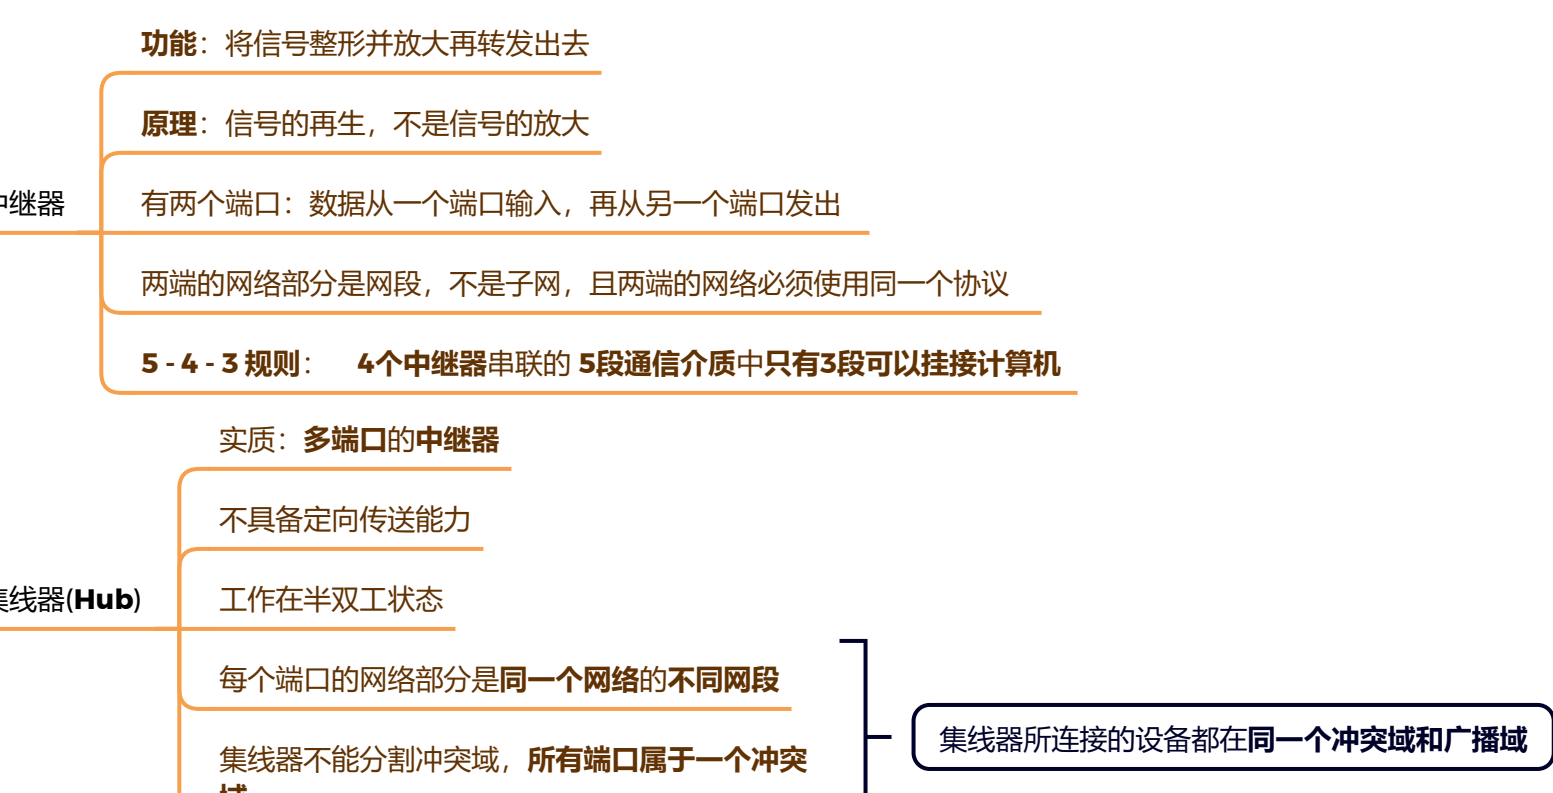 功能：将信号整形并放大再转发出去
原理：信号的再生，不是信号的放大
中继器
有两个端口：数据从一个端口输入，再从另一个端口发出
两端的网络部分是网段，不是子网，且两端的网络必须使用同一个协议
5 - 4 - 3 规则： 4个中继器串联的 5段通信介质中只有3段可以挂接计算机
实质：多端口的中继器
不具备定向传送能力
集线器(Hub)
工作在半双工状态
每个端口的网络部分是同一个网络的不同网段
集线器所连接的设备都在同一个冲突域和广播域
集线器不能分割冲突域，所有端口属于一个冲突
域